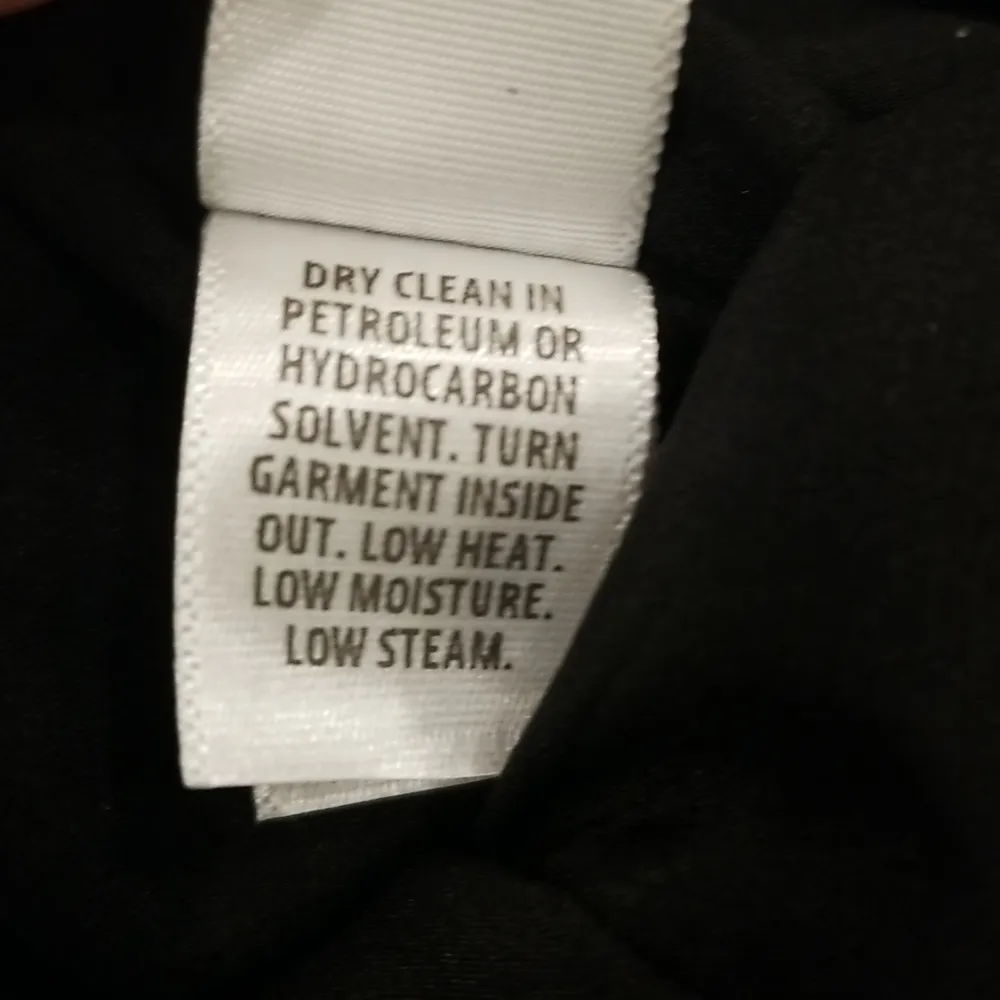 DRY CLEAN IN
PETROLEUM OR
HYDROCARBON
SOLVENT. TURN
GARMENT INSIDE
OUT. LOW HEAT.
LOW MOISTURE.
LOW STEAM.